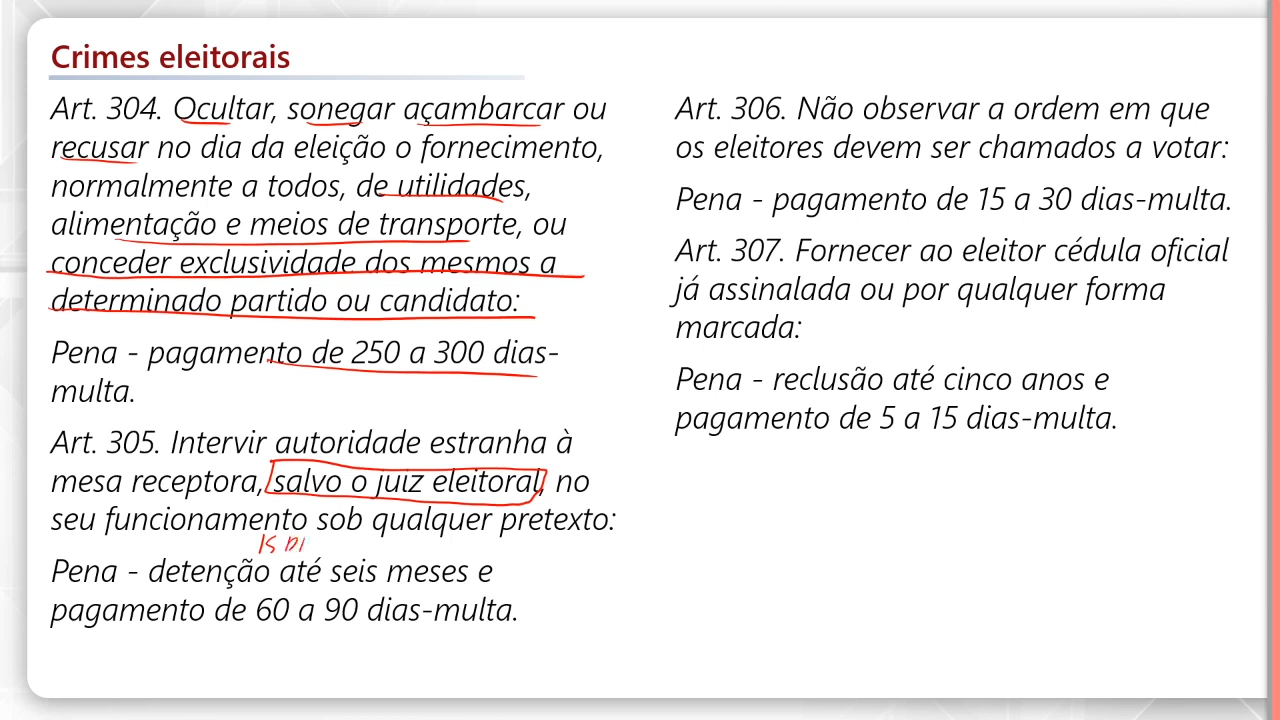 Crimes eleitorais
Art. 304. Ocultar, sonegar açambarcar ou
recusar no dia da eleição o fornecimento,
normalmente a todos, de utilidades,
alimentação e meios de transporte, ou
conceder exclusividade dos mesmos a
determinado partido ou candidato:
Pena - pagamento de 250 a 300 dias-
multa.
Art. 305. Intervir autoridade estranha à
mesa receptora, salvo o juiz eleitoral, no
seu funcionamento sob qualquer pretexto:
15 DI
Pena - detenção até seis meses e
pagamento de 60 a 90 dias-multa.
Art. 306. Não observar a ordem em que
os eleitores devem ser chamados a votar:
Pena - pagamento de 15 a 30 dias-multa.
Art. 307. Fornecer ao eleitor cédula oficial
já assinalada ou por qualquer forma
marcada:
Pena - reclusão até cinco anos e
pagamento de 5 a 15 dias-multa.